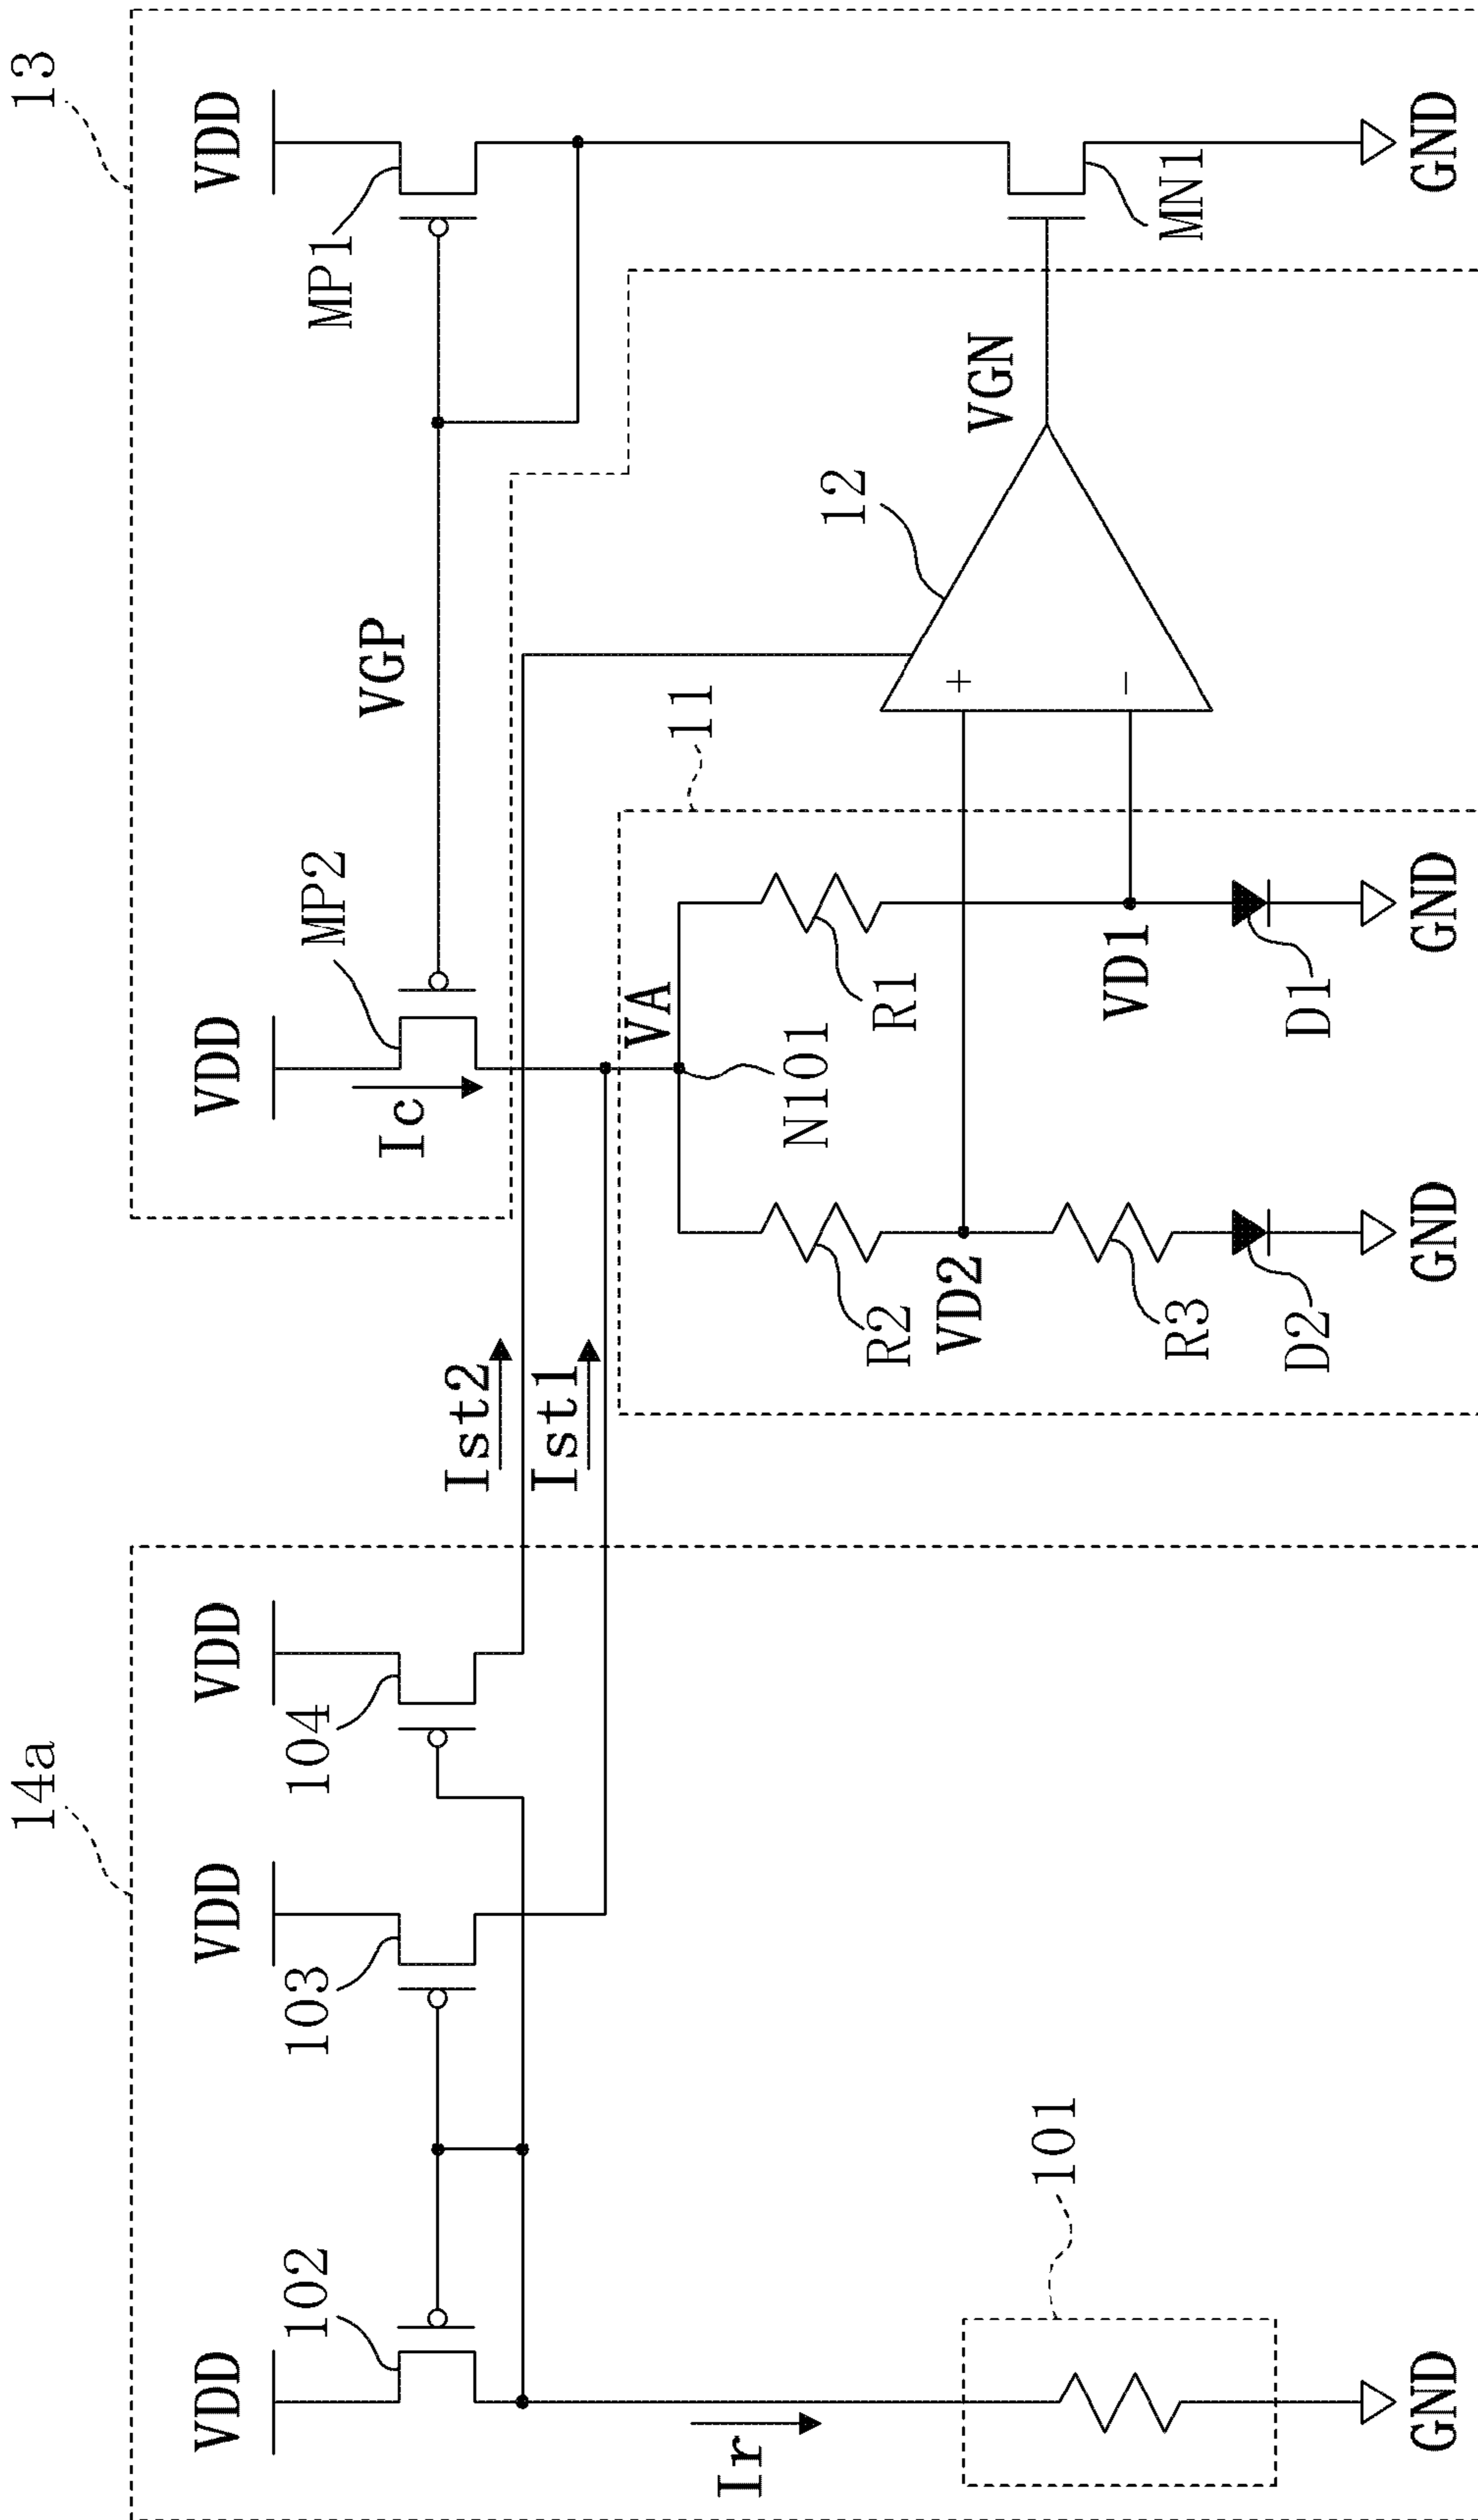 14a
13
VDD
VDD
VDD
VDD
VDD
102
103
104
MP2
MP1
Ic
VGP
Ist2
Ist1
VA
11
N101
12
VGN
Ir
101
R2
R1
VD2
VD1
+
−
MN1
R3
D2
D1
GND
GND
GND
GND